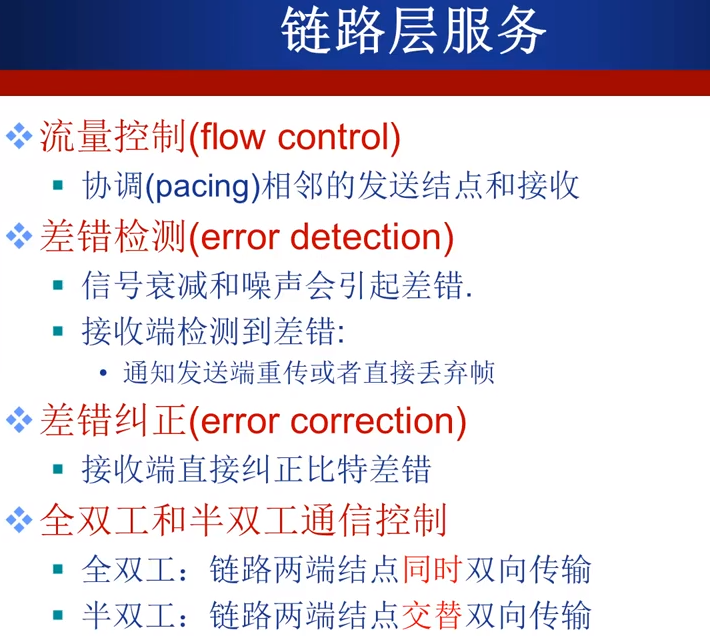 链路层服务
流量控制(flow control)
协调(pacing)相邻的发送结点和接收
差错检测(error detection)
信号衰减和噪声会引起差错.
接收端检测到差错:
通知发送端重传或者直接丢弃帧
差错纠正(error correction)
接收端直接纠正比特差错
全双工和半双工通信控制
全双工：链路两端结点同时双向传输
半双工：链路两端结点交替双向传输